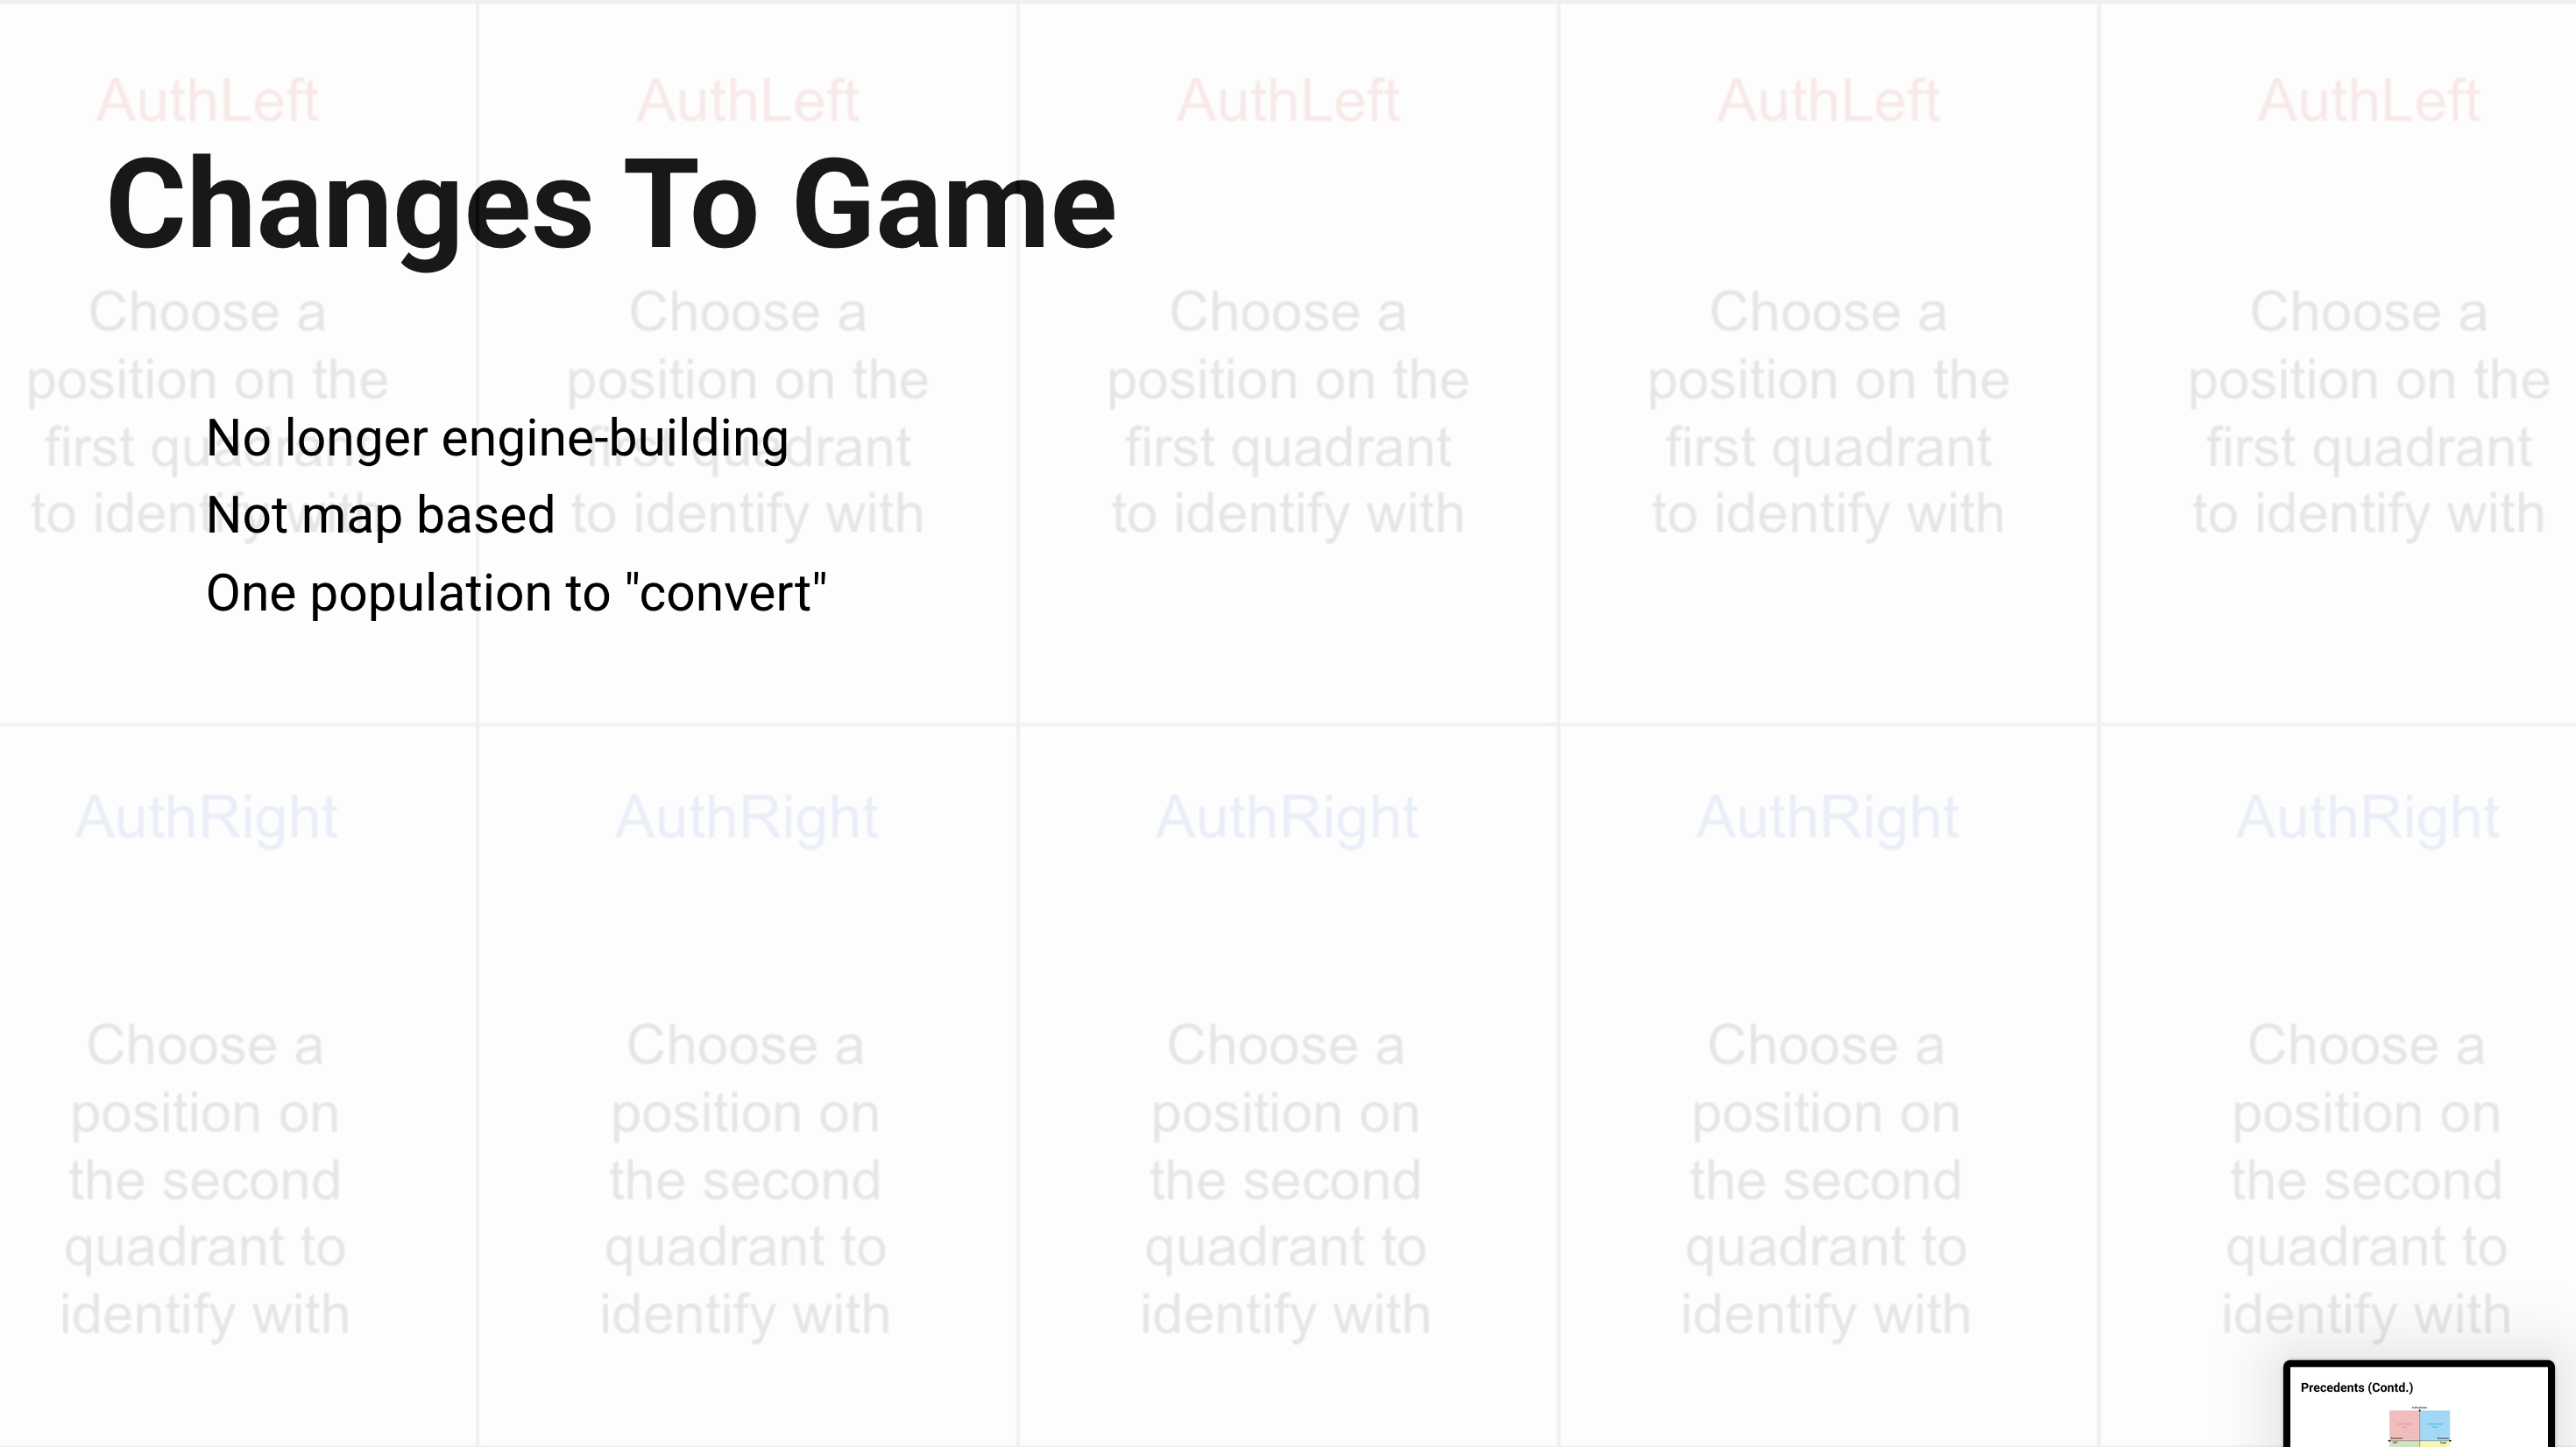 AuthLeft AuthLeft AuthLeft AuthLeft AuthLeft
Changes To Game
Choose a
position on the
first quadrant
to identify with
Choose a
position on the
first quadrant
to identify with
Choose a
position on the
first quadrant
to identify with
Choose a
position on the
first quadrant
to identify with
Choose a
position on the
first quadrant
to identify with
No longer engine-building
Not map based
One population to "convert"
AuthRight AuthRight AuthRight AuthRight AuthRight
Choose a
position on
the second
quadrant to
identify with
Choose a
position on
the second
quadrant to
identify with
Choose a
position on
the second
quadrant to
identify with
Choose a
position on
the second
quadrant to
identify with
Choose a
position on
the second
quadrant to
identify with
Precedents (Contd.)